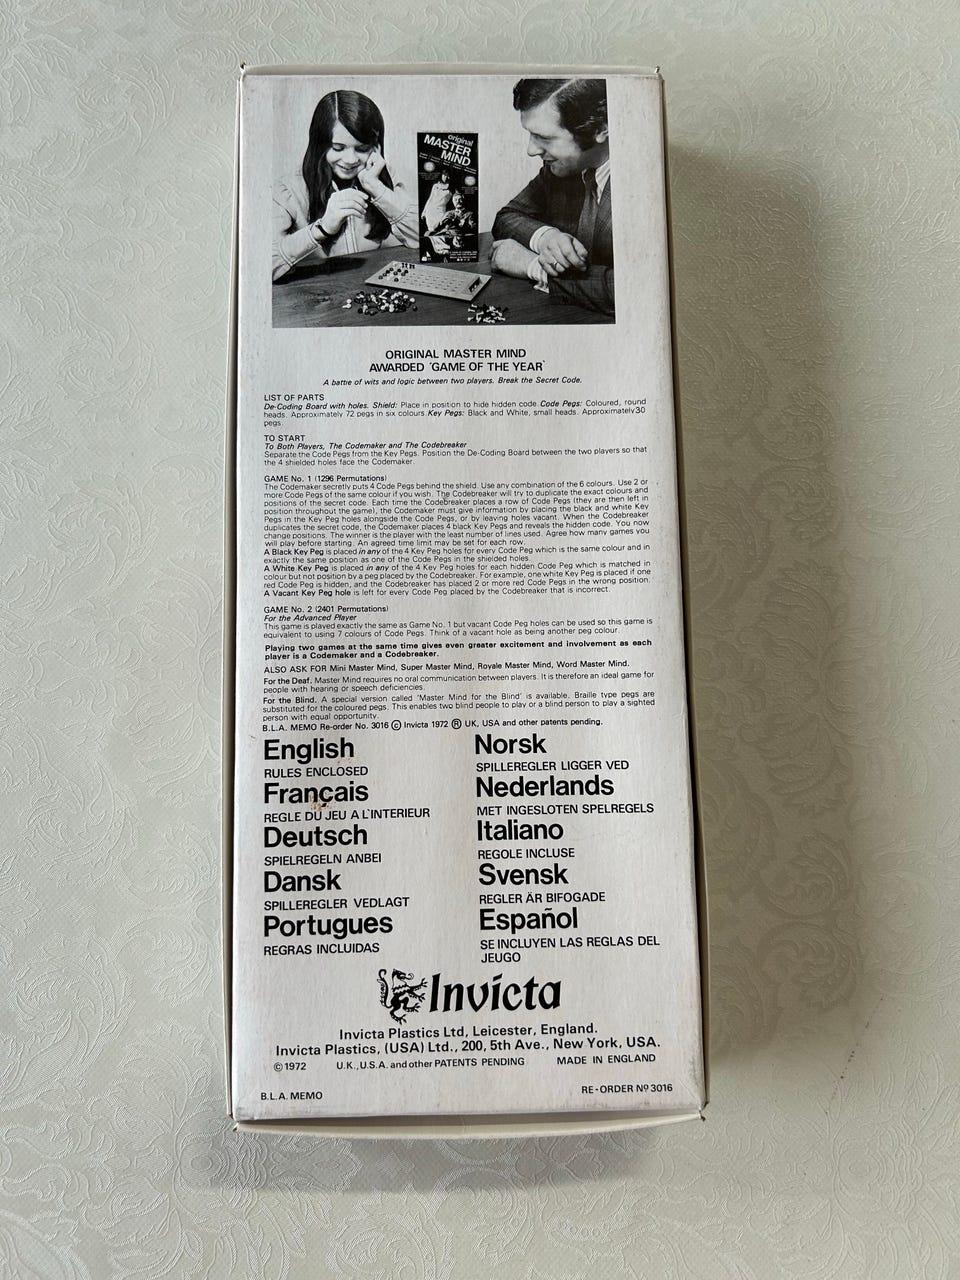 original
MASTER
MIND
ORIGINAL MASTER MIND
AWARDED 'GAME OF THE YEAR'
A battle of wits and logic between two players. Break the Secret Code.
LIST OF PARTS
De-Coding Board with holes. Shield: Place in position to hide hidden code. Code Pegs: Coloured, round
heads. Approximately 72 pegs in six colours. Key Pegs: Black and White, small heads. Approximately 30
pegs.
TO START
To Both Players, The Codemaker and The Codebreaker
Separate the Code Pegs from the Key Pegs. Position the De-Coding Board between the two players so that
the 4 shielded holes face the Codemaker.
GAME No. 1 (1296 Permutations)
The Codemaker secretly puts 4 Code Pegs behind the shield. Use any combination of the 6 colours. Use 2 or
more Code Pegs of the same colour if you wish. The Codebreaker will try to duplicate the exact colours and
positions of the secret code. Each time the Codebreaker places a row of Code Pegs (they are then left in
position throughout the game), the Codemaker must give information by placing the black and white Key
Pegs in the Key Peg holes alongside the Code Pegs, or by leaving holes vacant. When the Codebreaker
duplicates the secret code, the Codemaker places 4 black Key Pegs and reveals the hidden code. You now
change positions. The winner is the player with the least number of lines used. Agree how many games you
will play before starting. An agreed time limit may be set for each row.
A Black Key Peg is placed in any of the 4 Key Peg holes for every Code Peg which is the same colour and in
exactly the same position as one of the Code Pegs in the shielded holes.
A White Key Peg is placed in any of the 4 Key Peg holes for each hidden Code Peg which is matched in
colour but not position by a peg placed by the Codebreaker. For example, one white Key Peg is placed if one
red Code Peg is hidden, and the Codebreaker has placed 2 or more red Code Pegs in the wrong position.
A Vacant Key Peg hole is left for every Code Peg placed by the Codebreaker that is incorrect.
GAME No. 2 (2401 Permutations)
For the Advanced Player
This game is played exactly the same as Game No. 1 but vacant Code Peg holes can be used so this game is
equivalent to using 7 colours of Code Pegs. Think of a vacant hole as being another peg colour.
Playing two games at the same time gives even greater excitement and involvement as each
player is a Codemaker and a Codebreaker.
ALSO ASK FOR Mini Master Mind, Super Master Mind, Royale Master Mind, Word Master Mind.
For the Deaf. Master Mind requires no oral communication between players. It is therefore an ideal game for
people with hearing or speech deficiencies.
For the Blind. A special version called 'Master Mind for the Blind' is available. Braille type pegs are
substituted for the coloured pegs. This enables two blind people to play or a blind person to play a sighted
person with equal opportunity.
B.L.A. MEMO Re-order No. 3016 © Invicta 1972 ® UK, USA and other patents pending.
English
RULES ENCLOSED
Français
REGLE DU JEU A L'INTERIEUR
Deutsch
SPIELREGELN ANBEI
Dansk
SPILLEREGLER VEDLAGT
Portugues
REGRAS INCLUIDAS
Norsk
SPILLEREGLER LIGGER VED
Nederlands
MET INGESLOTEN SPELREGELS
Italiano
REGOLE INCLUSE
Svensk
REGLER ÄR BIFOGADE
Español
SE INCLUYEN LAS REGLAS DEL
JEUGO
Invicta
Invicta Plastics Ltd, Leicester, England.
Invicta Plastics, (USA) Ltd., 200, 5th Ave., New York, USA.
©1972 U.K., U.S.A. and other PATENTS PENDING MADE IN ENGLAND
B.L.A. MEMO RE-ORDER Nº 3016